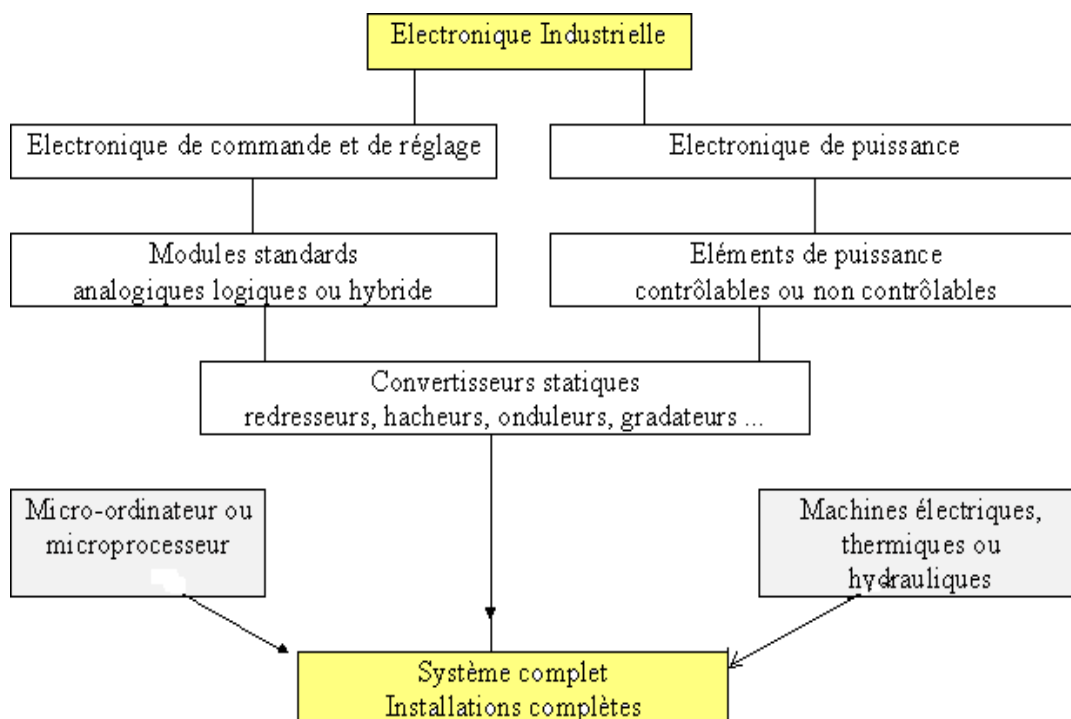 Electronique Industrielle
Electronique de commande et de réglage
Electronique de puissance
Modules standards
analogiques logiques ou hybride
Eléments de puissance
contrôlables ou non contrôlables
Convertisseurs statiques
redresseurs, hacheurs, onduleurs, gradateurs ...
Micro-ordinateur ou
microprocesseur
Machines électriques,
thermiques ou
hydrauliques
Système complet
Installations complètes